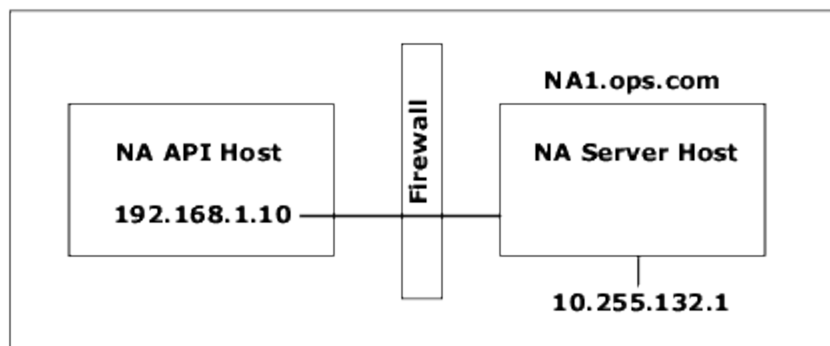 NA1.ops.com
NA API Host
Firewall
NA Server Host
192.168.1.10
10.255.132.1